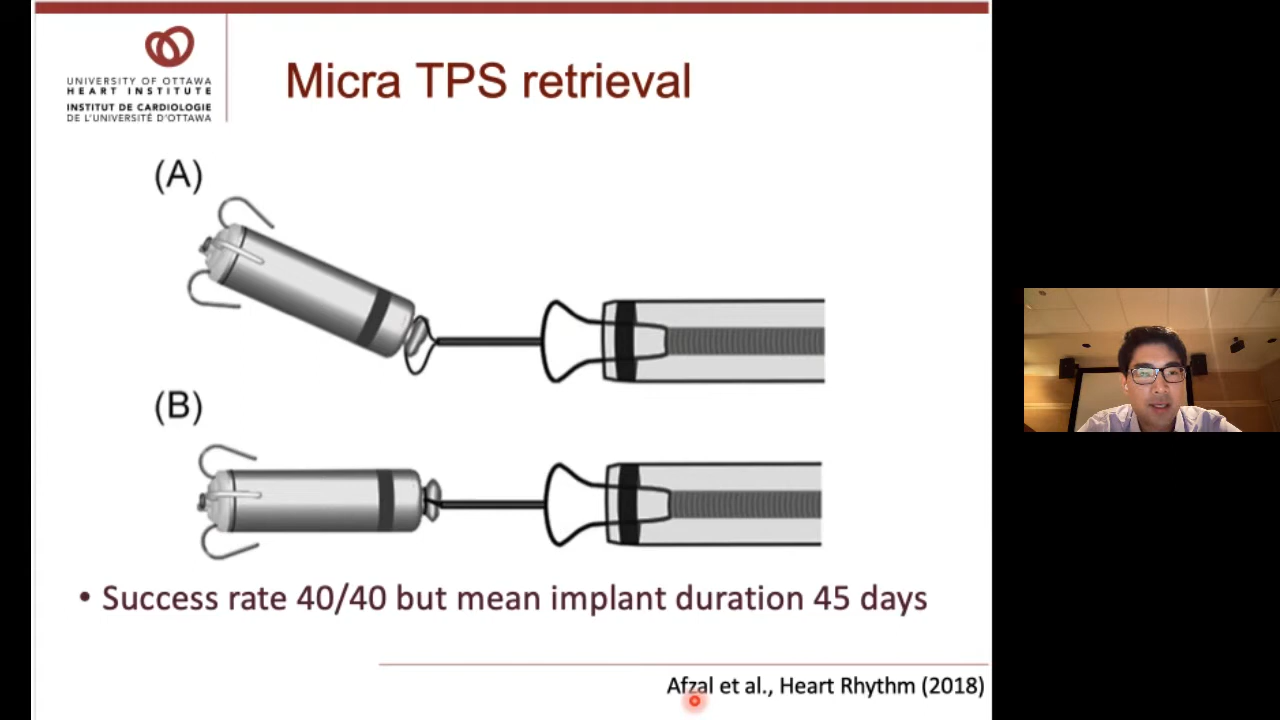 UNIVERSITY OF OTTAWA
HEART INSTITUTE
INSTITUT DE CARDIOLOGIE
DE L'UNIVERSITÉ D'OTTAWA
Micra TPS retrieval
(A)
(B)
• Success rate 40/40 but mean implant duration 45 days
Afzal et al., Heart Rhythm (2018)